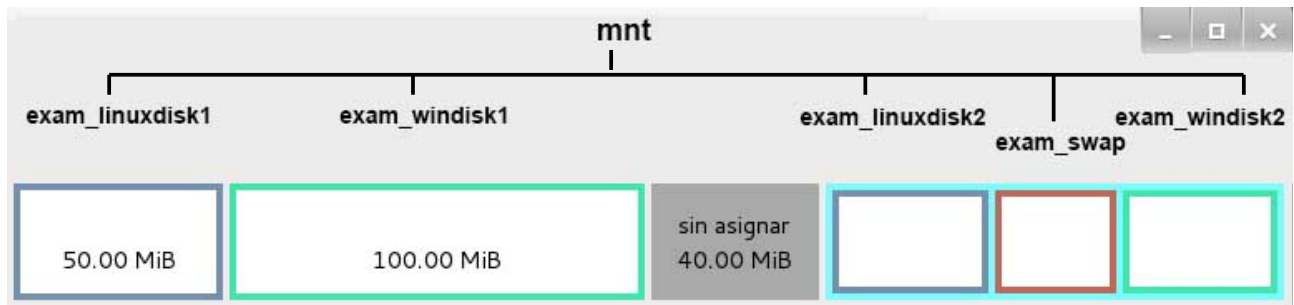 mnt
exam_linuxdisk1
exam_windisk1
exam_linuxdisk2
exam_swap
exam_windisk2
50.00 MiB
100.00 MiB
sin asignar
40.00 MiB